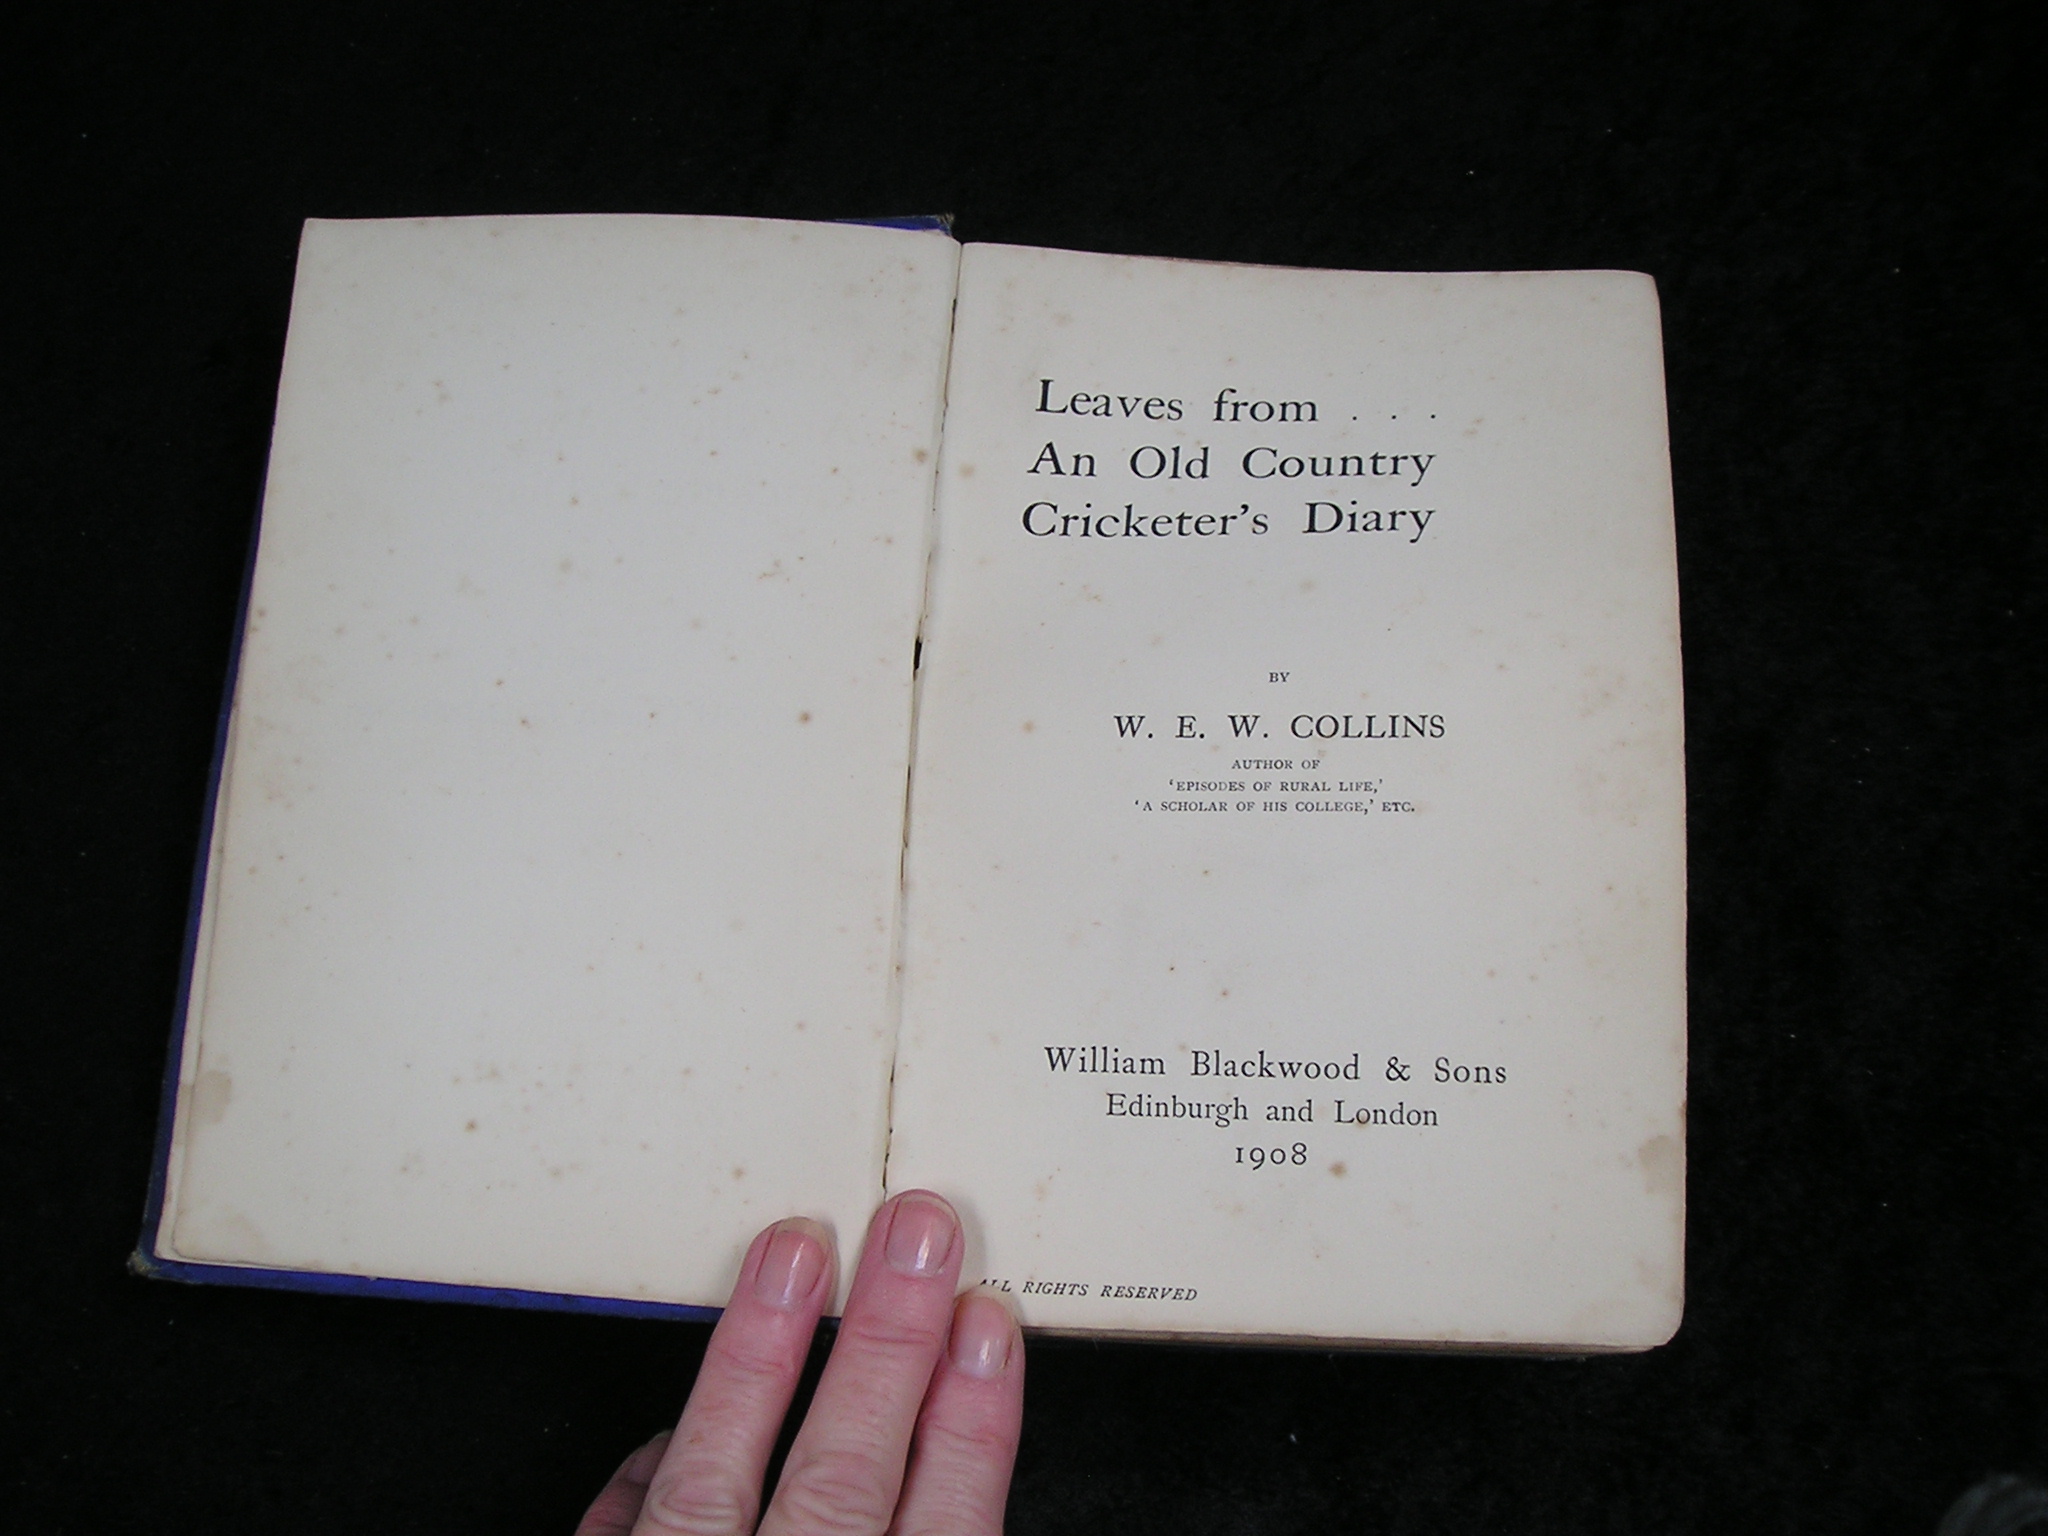 Leaves from . . .
An Old Country
Cricketer's Diary
BY
W. E. W. COLLINS
AUTHOR OF
'EPISODES OF RURAL LIFE,'
'A SCHOLAR OF HIS COLLEGE,' ETC.
William Blackwood & Sons
Edinburgh and London
1908
ALL RIGHTS RESERVED